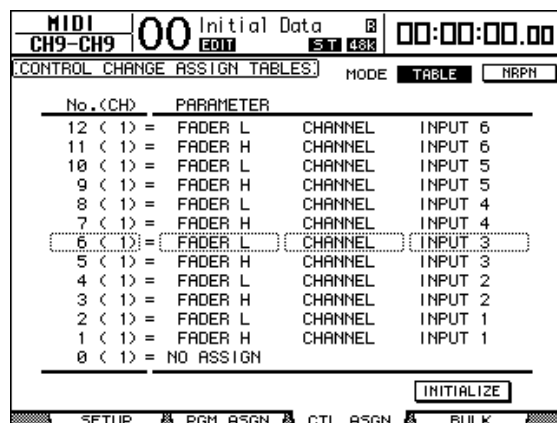 MIDI
CH9-CH9
00 Initial Data R
EDIT ST 48K
00:00:00.00
CONTROL CHANGE ASSIGN TABLES
MODE TABLE NRPN
No.(CH) PARAMETER
12 ( 1) = FADER L CHANNEL INPUT 6
11 ( 1) = FADER H CHANNEL INPUT 6
10 ( 1) = FADER L CHANNEL INPUT 5
9 ( 1) = FADER H CHANNEL INPUT 5
8 ( 1) = FADER L CHANNEL INPUT 4
7 ( 1) = FADER H CHANNEL INPUT 4
6 ( 1) = FADER L CHANNEL INPUT 3
5 ( 1) = FADER H CHANNEL INPUT 3
4 ( 1) = FADER L CHANNEL INPUT 2
3 ( 1) = FADER H CHANNEL INPUT 2
2 ( 1) = FADER L CHANNEL INPUT 1
1 ( 1) = FADER H CHANNEL INPUT 1
0 ( 1) = NO ASSIGN
INITIALIZE
SETUP PGM ASGN CTL ASGN BULK